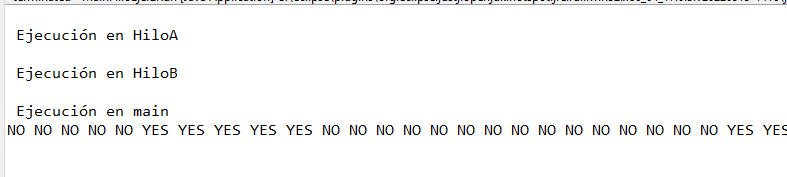 Ejecución en HiloA
Ejecución en HiloB
Ejecución en main
NO NO NO NO NO YES YES YES YES YES NO NO NO NO NO NO NO NO NO NO NO NO NO NO NO YES YES